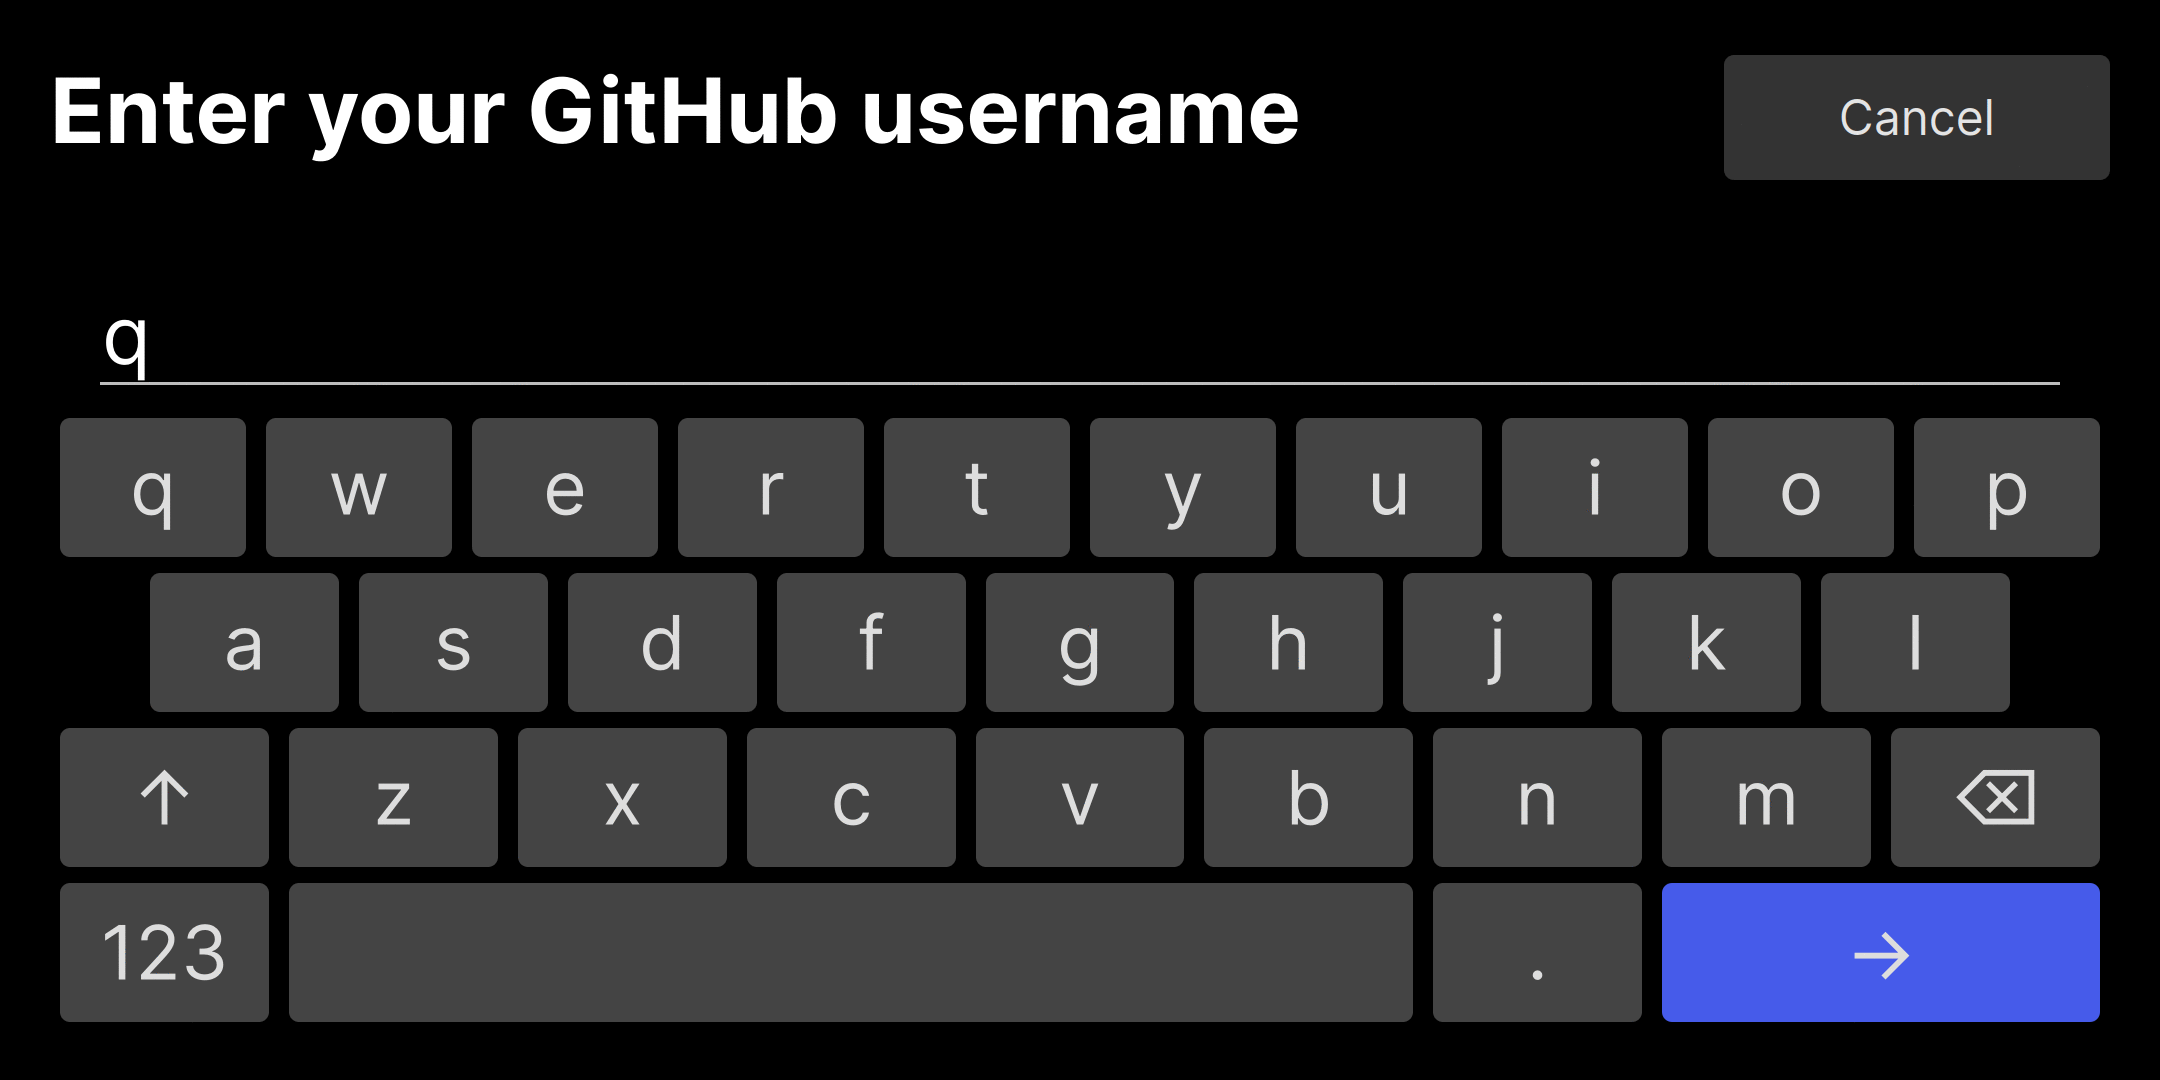 Enter your GitHub username
Cancel
q
q w e r t y u i o p
a s d f g h j k l
z x c v b n m
123 .